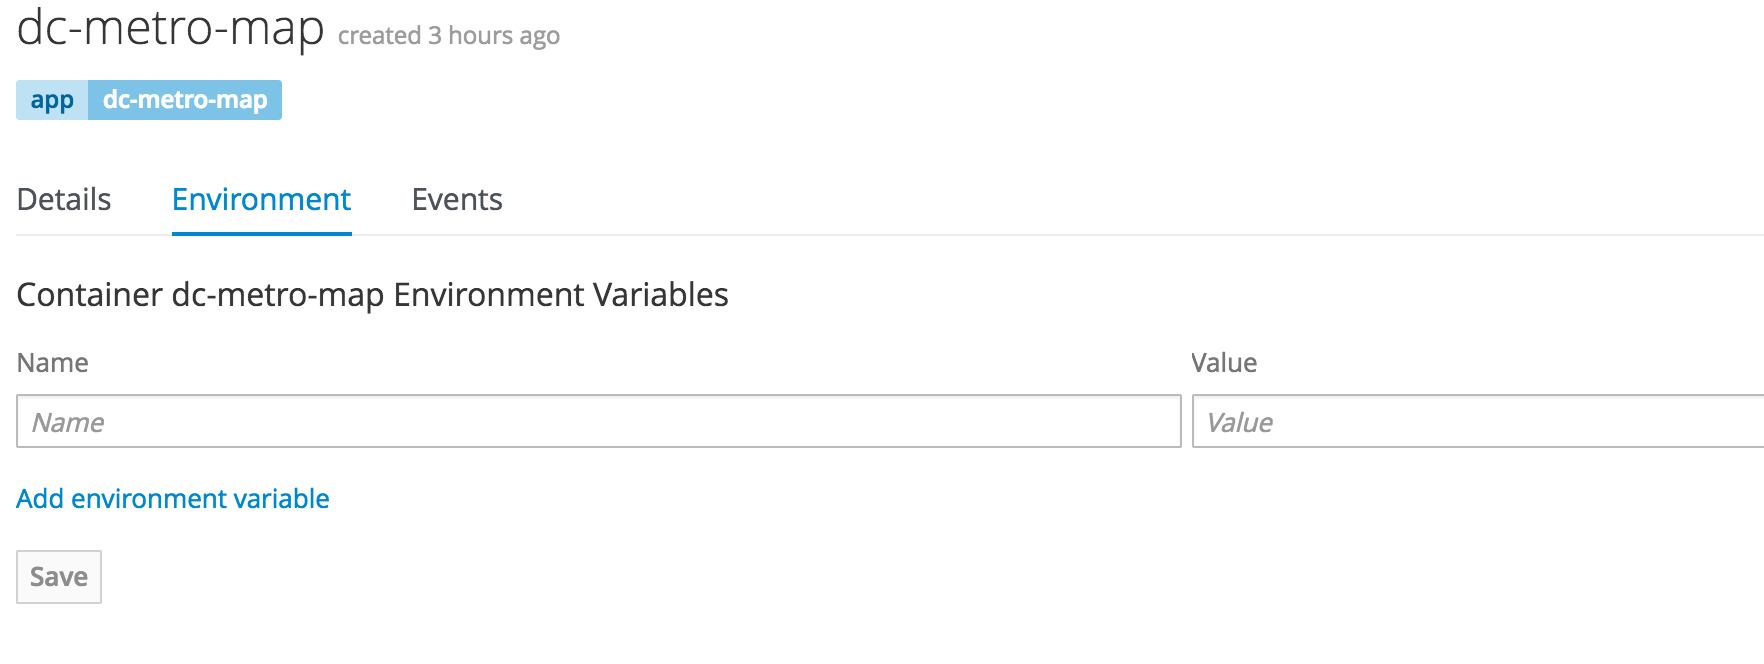 dc-metro-map created 3 hours ago
app dc-metro-map
Details Environment Events
Container dc-metro-map Environment Variables
Name Value
Name Value
Add environment variable
Save